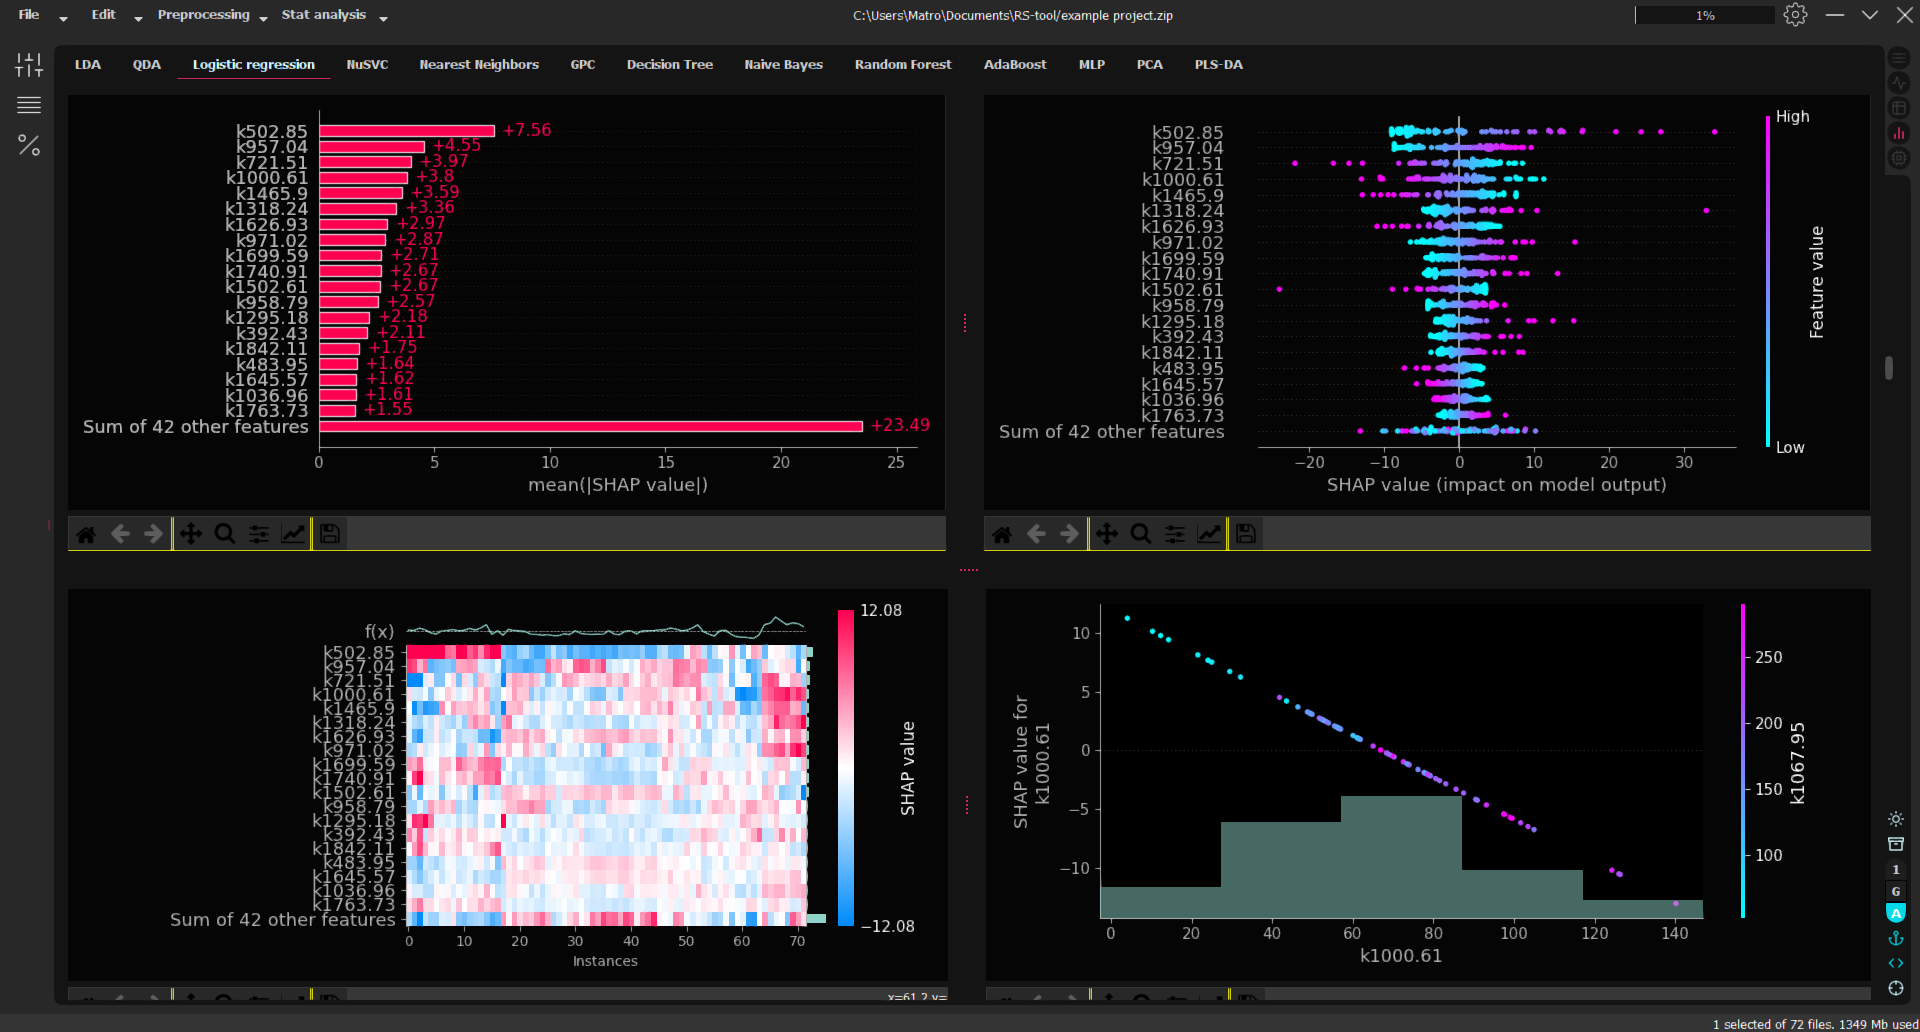 File Edit Preprocessing Stat analysis C:\Users\Matro\Documents\RS-tool/example project.zip 1%
LDA QDA Logistic regression NuSVC Nearest Neighbors GPC Decision Tree Naive Bayes Random Forest AdaBoost MLP PCA PLS-DA
k502.85 +7.56
k957.04 +4.55
k721.51 +3.97
k1000.61 +3.8
k1465.9 +3.59
k1318.24 +3.36
k1626.93 +2.97
k971.02 +2.87
k1699.59 +2.71
k1740.91 +2.67
k1502.61 +2.67
k958.79 +2.57
k1295.18 +2.18
k392.43 +2.11
k1842.11 +1.75
k483.95 +1.64
k1645.57 +1.62
k1036.96 +1.61
k1763.73 +1.55
Sum of 42 other features +23.49
0 5 10 15 20 25
mean(|SHAP value|)
High
k502.85
k957.04
k721.51
k1000.61
k1465.9
k1318.24
k1626.93
k971.02
k1699.59
k1740.91
k1502.61
k958.79
k1295.18
k392.43
k1842.11
k483.95
k1645.57
k1036.96
k1763.73
Sum of 42 other features
Low
Feature value
−20 −10 0 10 20 30
SHAP value (impact on model output)
12.08
f(x)
k502.85
k957.04
k721.51
k1000.61
k1465.9
k1318.24
k1626.93
k971.02
k1699.59
k1740.91
k1502.61
k958.79
k1295.18
k392.43
k1842.11
k483.95
k1645.57
k1036.96
k1763.73
Sum of 42 other features
−12.08
SHAP value
0 10 20 30 40 50 60 70
Instances
x=61.2 y=
SHAP value for
k1000.61
10
5
0
−5
−10
0 20 40 60 80 100 120 140
k1000.61
250
200
150
100
k1067.95
1
G
A
1 selected of 72 files. 1349 Mb used